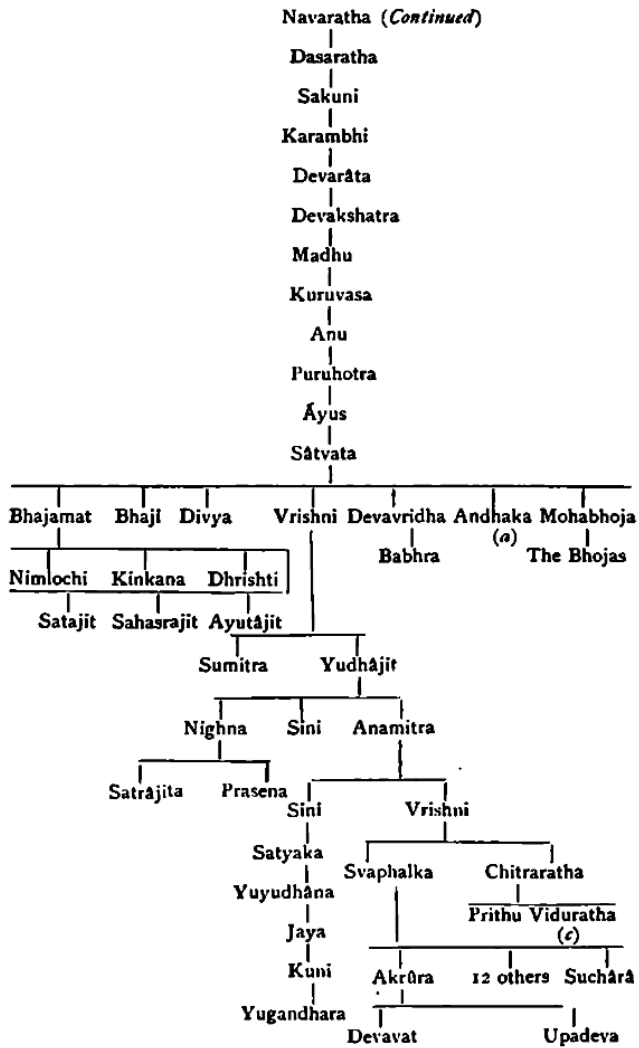 Navaratha (Continued)
Dasaratha
Sakuni
Karambhi
Devarâta
Devakshatra
Madhu
Kuruvasa
Anu
Puruhotra
Áyus
Sâtvata
Bhajamat Bhaji Divya Vrishni Devavridha Andhaka Mohabhoja
(a) Babhra The Bhojas
Nimlochi Kinkana Dhrishti
Satajit Sahasrajit Ayutâjit
Sumitra Yudhâjit
Nighna Sini Anamitra
Satrâjita Prasena
Sini Vrishni
Satyaka
Svaphalka Chitraratha
Yuyudhâna
Prithu Viduratha
Jaya (c)
Kuni Akrûra 12 others Suchârâ
Yugandhara
Devavat Upadeva